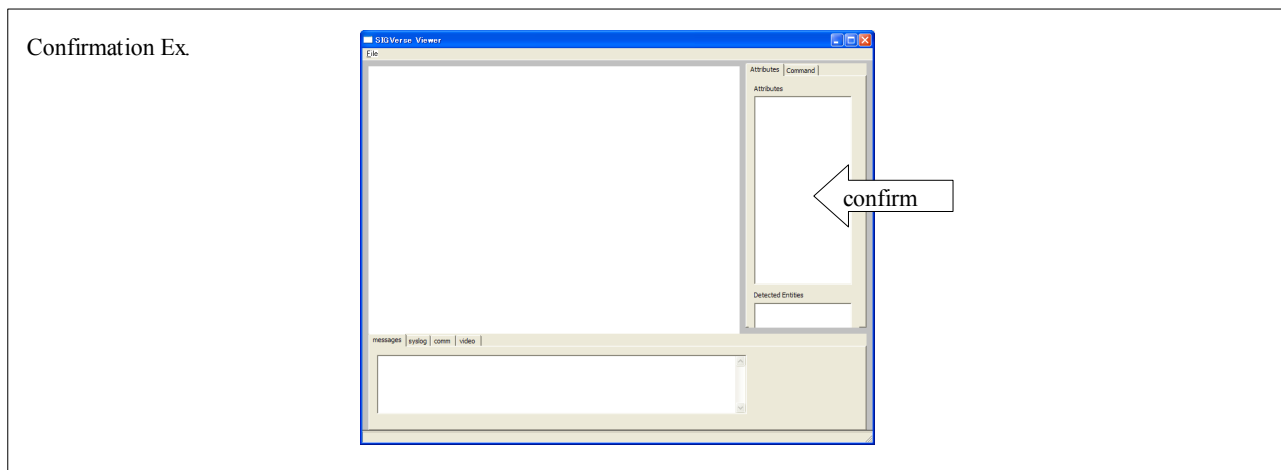 Confirmation Ex.
SIGVerse Viewer
File
Attributes Command
Attributes
confirm
Detected Entities
messages syslog comm video